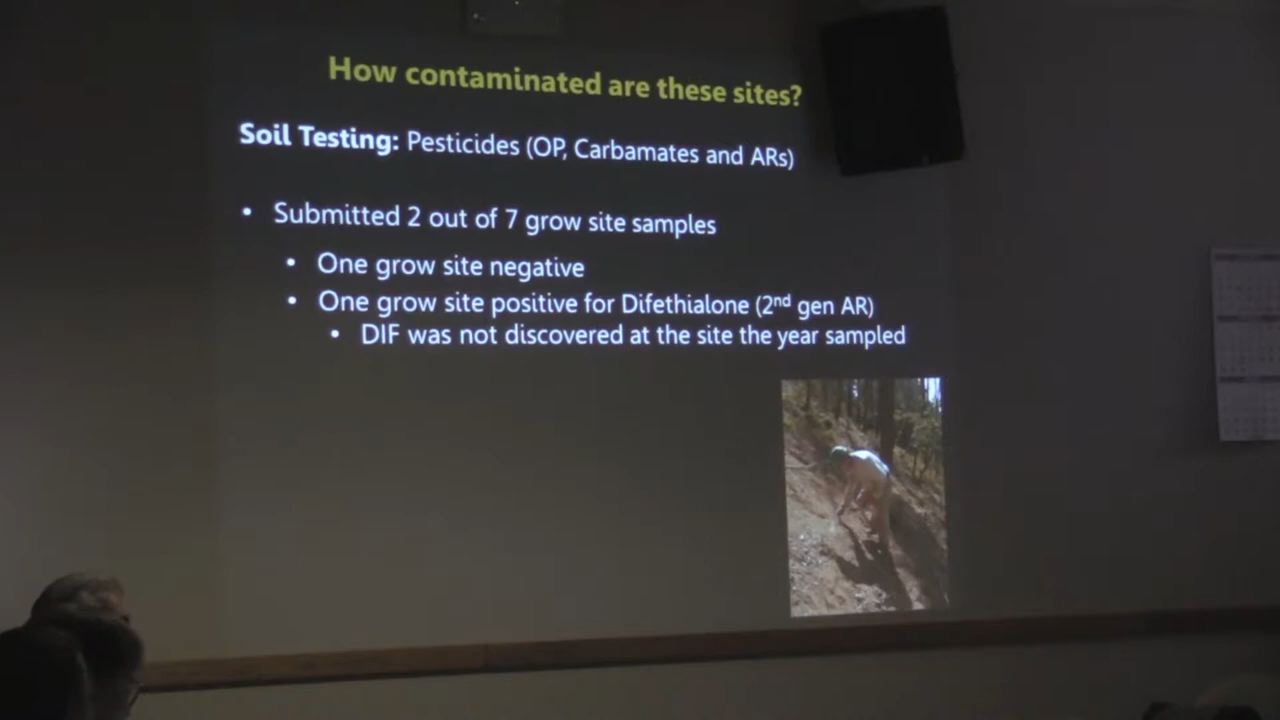 How contaminated are these sites?
Soil Testing: Pesticides (OP, Carbamates and ARs)
• Submitted 2 out of 7 grow site samples
• One grow site negative
• One grow site positive for Difethialone (2nd gen AR)
• DIF was not discovered at the site the year sampled